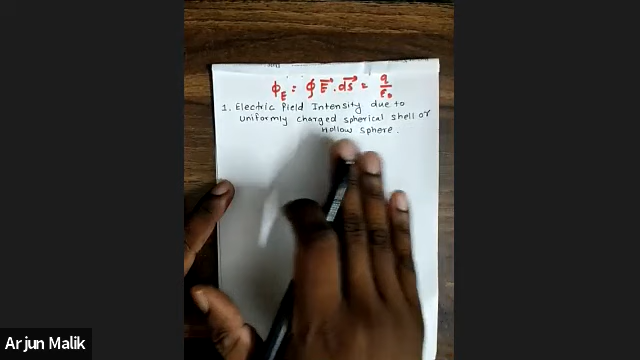 ϕE = ∮ E⃗ . ds⃗ = q/ε0
1. Electric Field Intensity due to
uniformly charged spherical shell or
Hollow sphere.
Arjun Malik